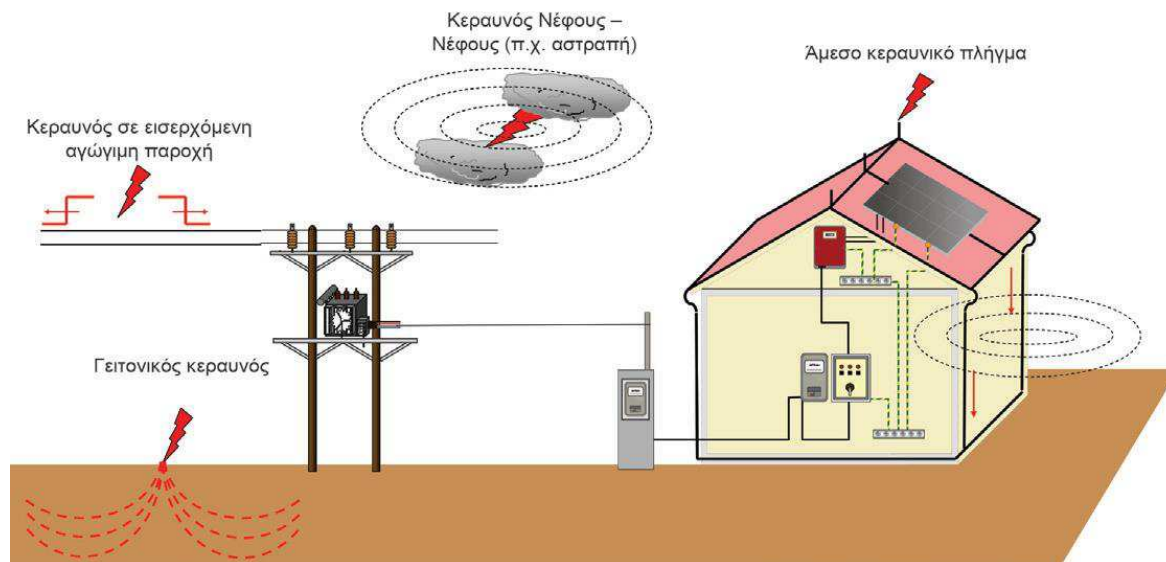 Κεραυνός Νέφους –
Νέφους (π.χ. αστραπή)
Άμεσο κεραυνικό πλήγμα
Κεραυνός σε εισερχόμενη
αγώγιμη παροχή
Γειτονικός κεραυνός